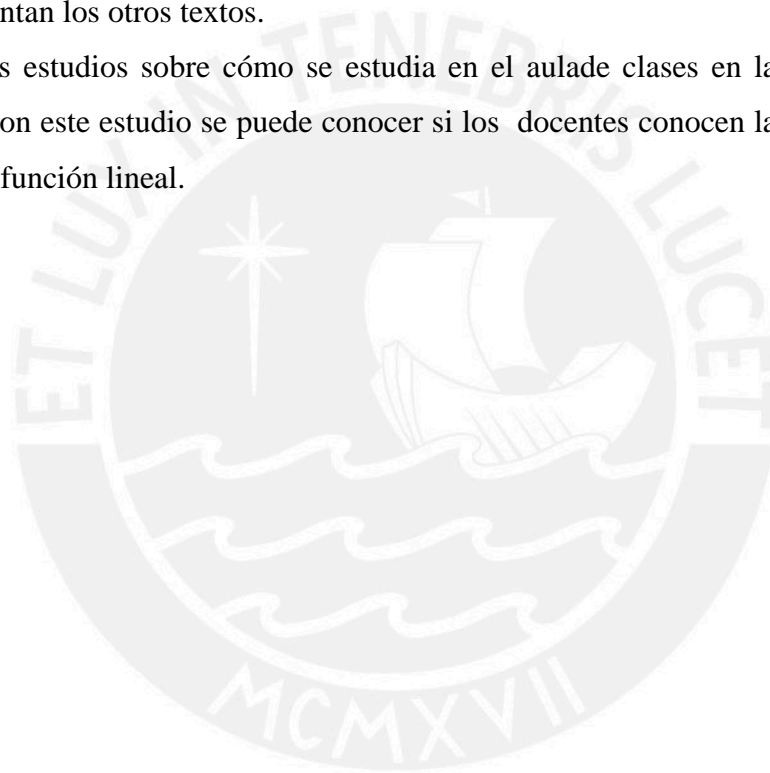 ntan los otros textos.
s estudios sobre cómo se estudia en el aulade clases en la
on este estudio se puede conocer si los docentes conocen la
función lineal.
ET LUX IN TENEBRIS LUCET
MCMXVII